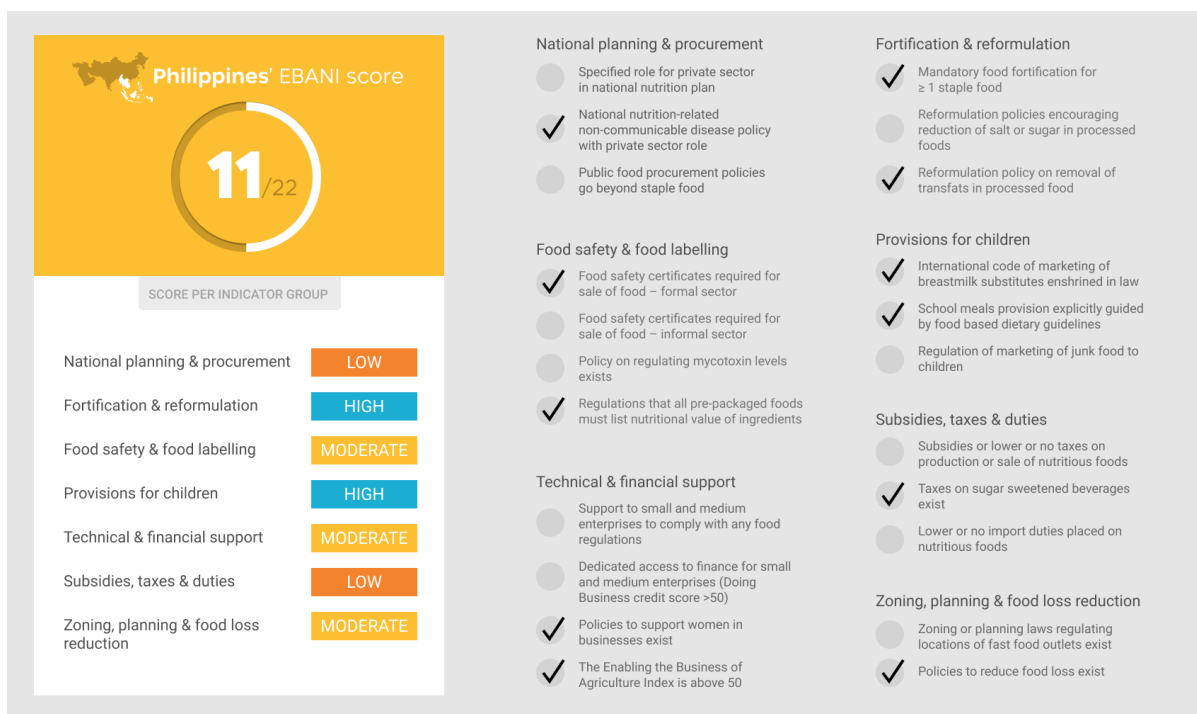 Philippines' EBANI score
11/22
SCORE PER INDICATOR GROUP
National planning & procurement LOW
Fortification & reformulation HIGH
Food safety & food labelling MODERATE
Provisions for children HIGH
Technical & financial support MODERATE
Subsidies, taxes & duties LOW
Zoning, planning & food loss MODERATE
reduction
National planning & procurement
Specified role for private sector
in national nutrition plan
National nutrition-related
non-communicable disease policy
with private sector role
Public food procurement policies
go beyond staple food
Food safety & food labelling
Food safety certificates required for
sale of food – formal sector
Food safety certificates required for
sale of food – informal sector
Policy on regulating mycotoxin levels
exists
Regulations that all pre-packaged foods
must list nutritional value of ingredients
Technical & financial support
Support to small and medium
enterprises to comply with any food
regulations
Dedicated access to finance for small
and medium enterprises (Doing
Business credit score >50)
Policies to support women in
businesses exist
The Enabling the Business of
Agriculture Index is above 50
Fortification & reformulation
Mandatory food fortification for
≥ 1 staple food
Reformulation policies encouraging
reduction of salt or sugar in processed
foods
Reformulation policy on removal of
transfats in processed food
Provisions for children
International code of marketing of
breastmilk substitutes enshrined in law
School meals provision explicitly guided
by food based dietary guidelines
Regulation of marketing of junk food to
children
Subsidies, taxes & duties
Subsidies or lower or no taxes on
production or sale of nutritious foods
Taxes on sugar sweetened beverages
exist
Lower or no import duties placed on
nutritious foods
Zoning, planning & food loss reduction
Zoning or planning laws regulating
locations of fast food outlets exist
Policies to reduce food loss exist